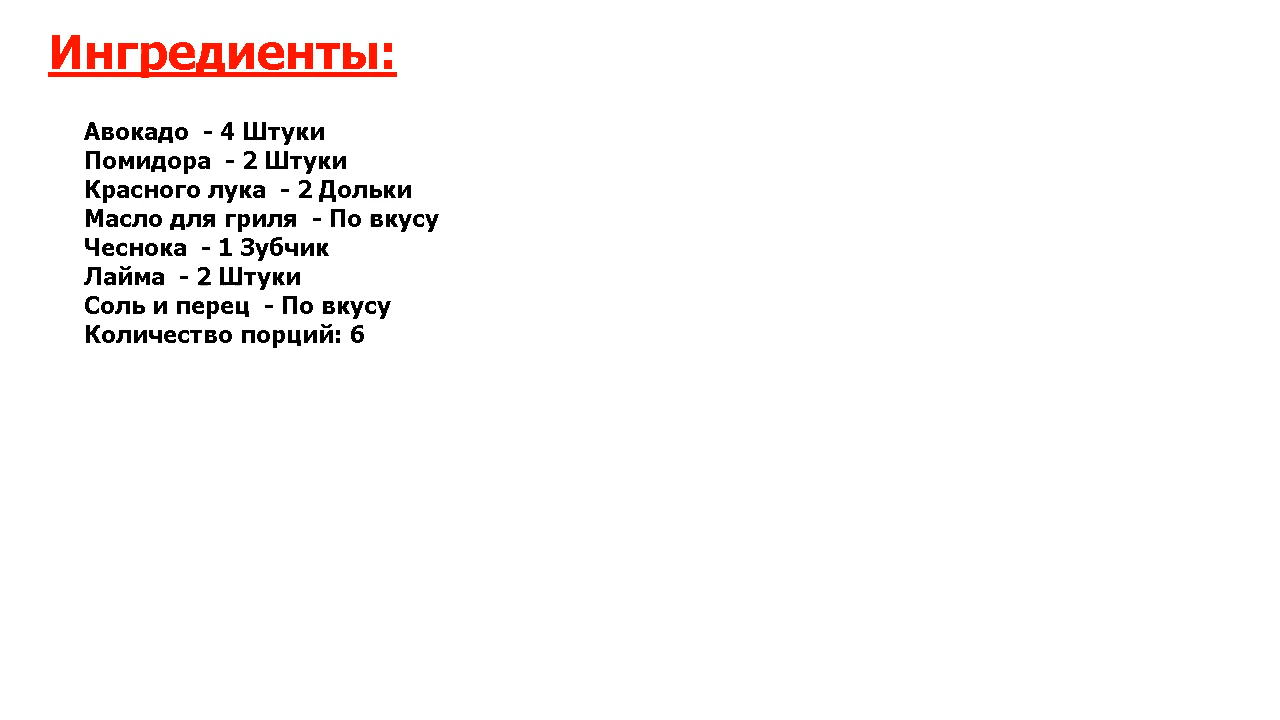 Ингредиенты:
Авокадо  - 4 Штуки
Помидора  - 2 Штуки
Красного лука  - 2 Дольки
Масло для гриля  - По вкусу
Чеснока  - 1 Зубчик
Лайма  - 2 Штуки
Соль и перец  - По вкусу
Количество порций: 6